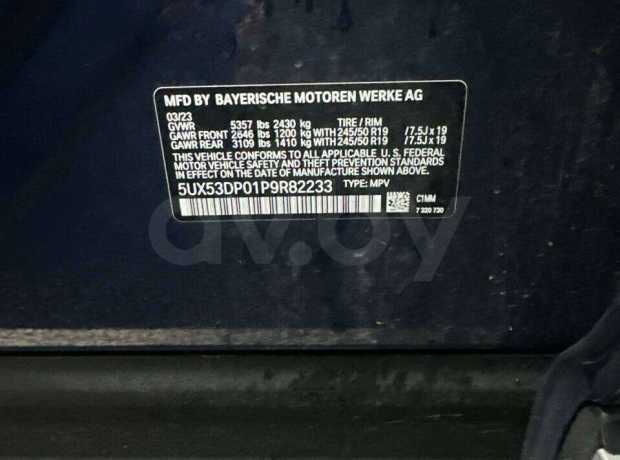 MFD BY BAYERISCHE MOTOREN WERKE AG
03/23
GVWR 5357 lbs 2430 kg TIRE / RIM
GAWR FRONT 2646 lbs 1200 kg WITH 245/50 R19 /7.5J x 19
GAWR REAR 3109 lbs 1410 kg WITH 245/50 R19 /7.5J x 19
THIS VEHICLE CONFORMS TO ALL APPLICABLE U. S. FEDERAL
MOTOR VEHICLE SAFETY AND THEFT PREVENTION STANDARDS
IN EFFECT ON THE DATE OF MANUFACTURE SHOWN ABOVE.
5UX53DP01P9R82233 TYPE: MPV
C1MM
7 320 730
av.by